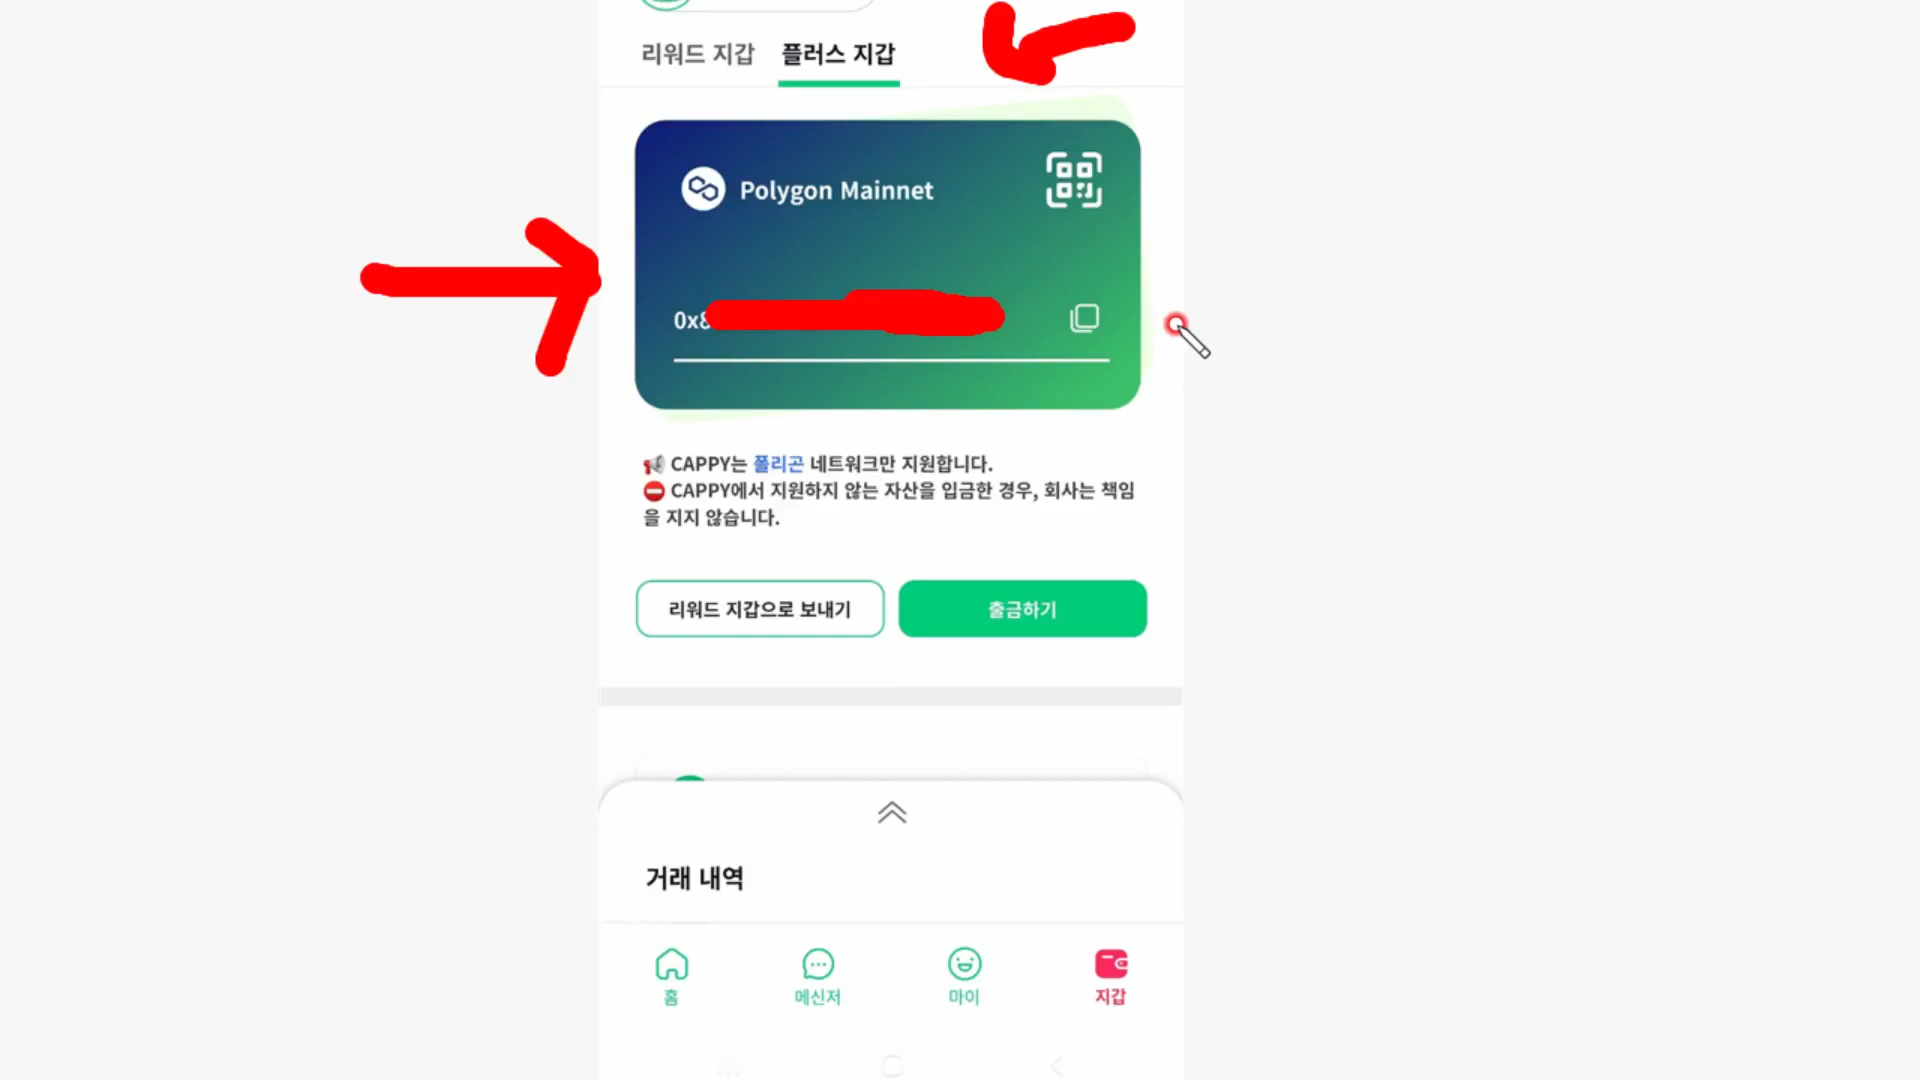 리워드 지갑 플러스 지갑
Polygon Mainnet
0x8
CAPPY는 폴리곤 네트워크만 지원합니다.
CAPPY에서 지원하지 않는 자산을 입금한 경우, 회사는 책임
을 지지 않습니다.
리워드 지갑으로 보내기 출금하기
거래 내역
홈 메신저 마이 지갑